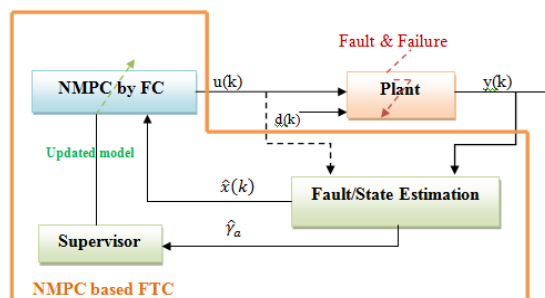 Fault & Failure
NMPC by FC
u(k)
Plant
y(k)
d(k)
Updated model
x̂(k)
Fault/State Estimation
Supervisor
γ̂ₐ
NMPC based FTC